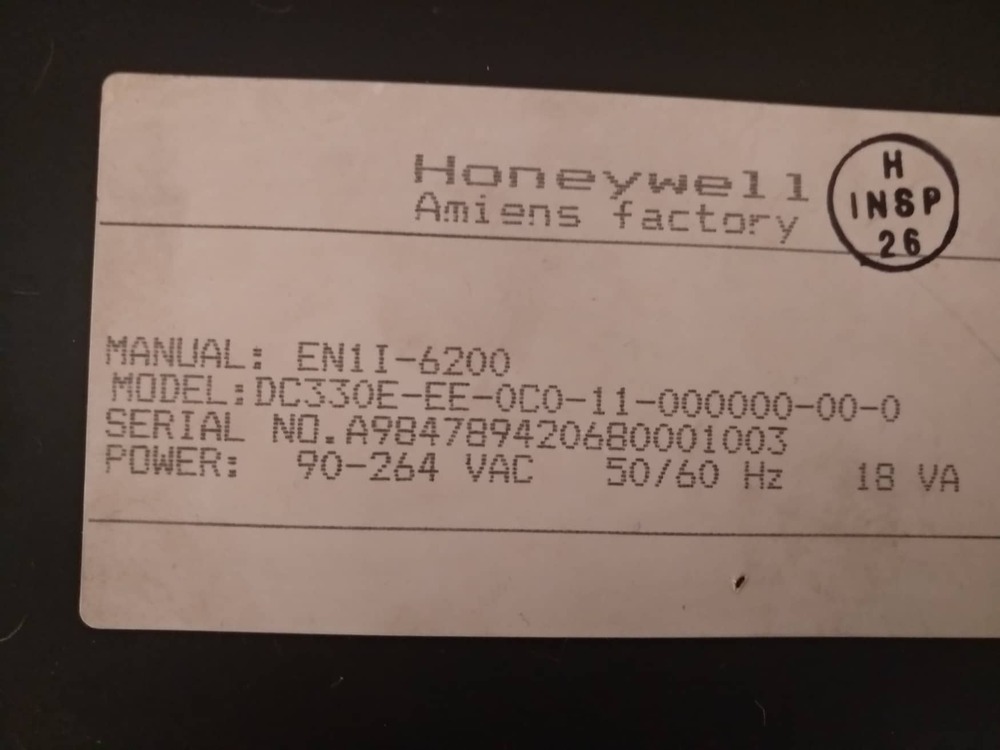 Honeywell
Amiens factory
H
INSP
26
MANUAL: EN1I-6200
MODEL:DC330E-EE-0C0-11-000000-00-0
SERIAL NO.A984789420680001003
POWER: 90-264 VAC 50/60 Hz 18 VA